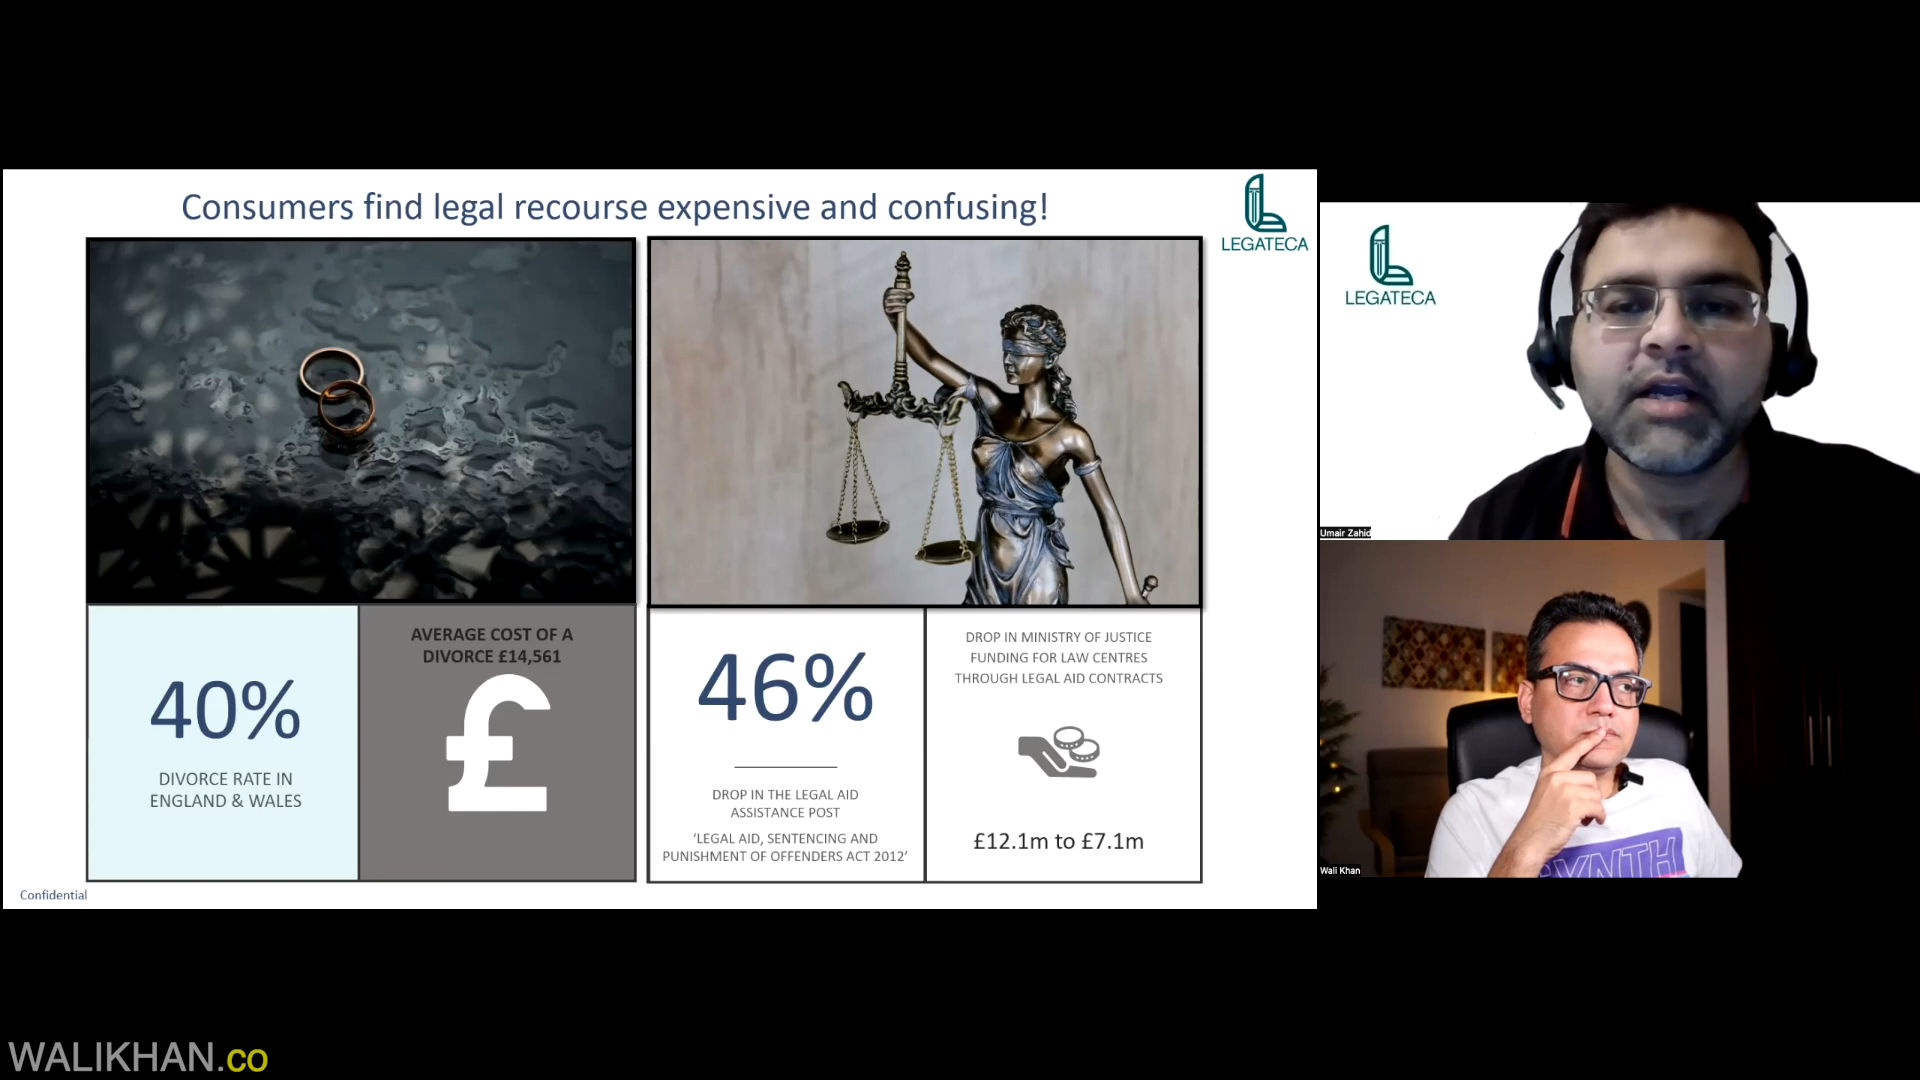 Consumers find legal recourse expensive and confusing!
LEGATECA
40%
DIVORCE RATE IN
ENGLAND & WALES
AVERAGE COST OF A
DIVORCE £14,561
£
46%
DROP IN THE LEGAL AID
ASSISTANCE POST
‘LEGAL AID, SENTENCING AND
PUNISHMENT OF OFFENDERS ACT 2012’
DROP IN MINISTRY OF JUSTICE
FUNDING FOR LAW CENTRES
THROUGH LEGAL AID CONTRACTS
£12.1m to £7.1m
Confidential
LEGATECA
Umair Zahid
Wali Khan
SYNTH
WALIKHAN.co